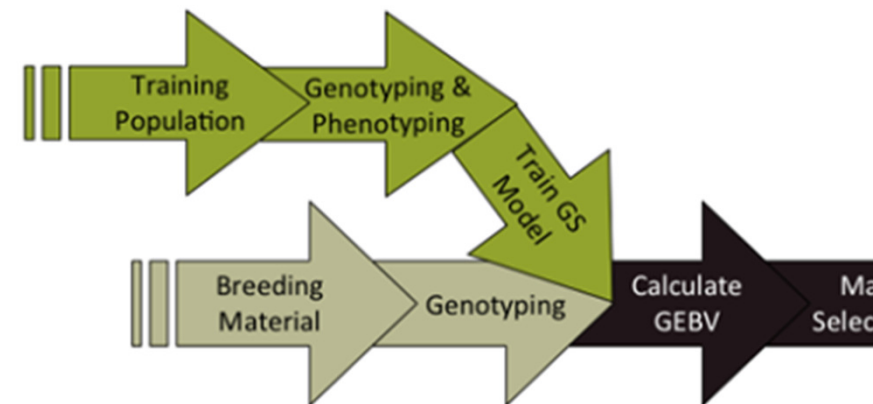 Training
Population
Genotyping &
Phenotyping
Train GS
Model
Breeding
Material
Genotyping
Calculate
GEBV